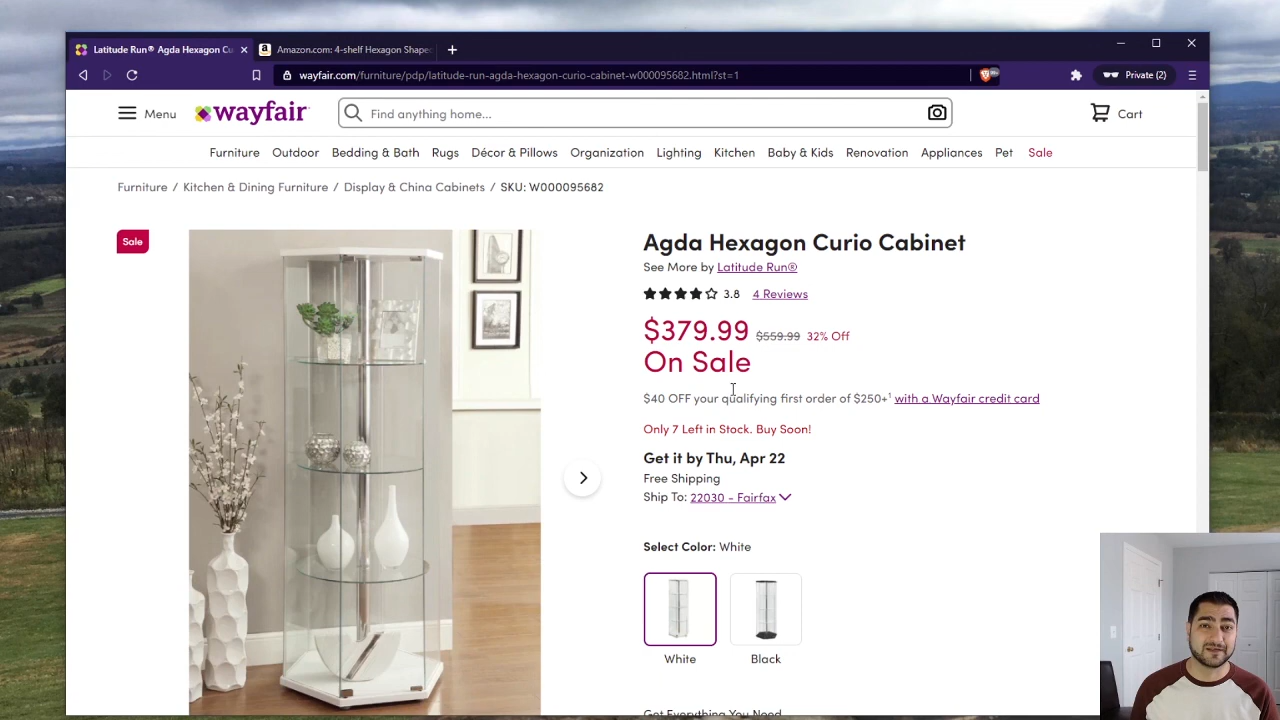 Latitude Run® Agda Hexagon Cu
Amazon.com: 4-shelf Hexagon Shaped
wayfair.com/furniture/pdp/latitude-run-agda-hexagon-curio-cabinet-w000095682.html?st=1
Private (2)
Menu
wayfair
Find anything home...
Cart
Furniture Outdoor Bedding & Bath Rugs Décor & Pillows Organization Lighting Kitchen Baby & Kids Renovation Appliances Pet Sale
Furniture / Kitchen & Dining Furniture / Display & China Cabinets / SKU: W000095682
Sale
Agda Hexagon Curio Cabinet
See More by Latitude Run®
3.8 4 Reviews
$379.99 $559.99 32% Off
On Sale
$40 OFF your qualifying first order of $250+¹ with a Wayfair credit card
Only 7 Left in Stock. Buy Soon!
Get it by Thu, Apr 22
Free Shipping
Ship To: 22030 - Fairfax
Select Color: White
White
Black
Get Everything You Need